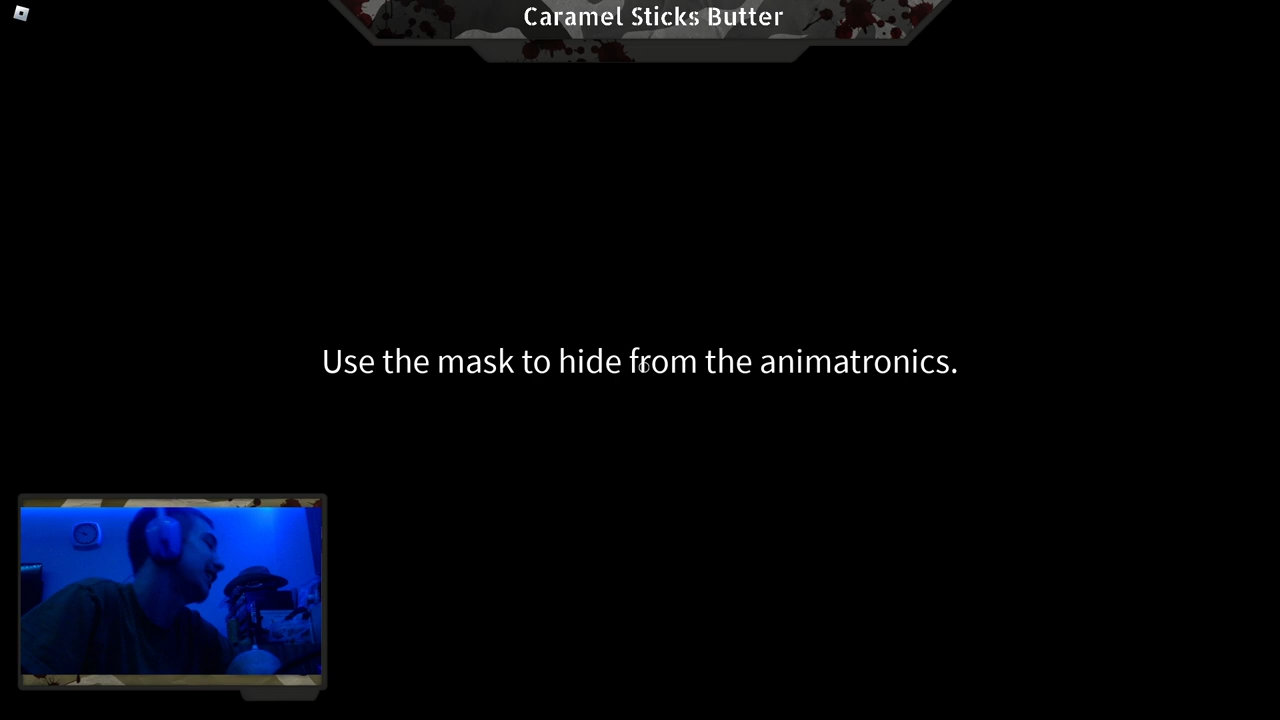 Caramel Sticks Butter
Use the mask to hide from the animatronics.